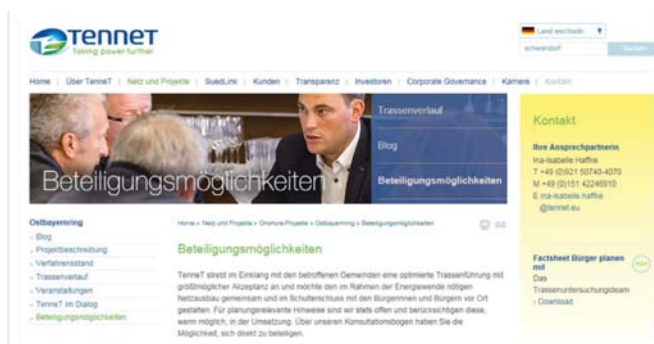 TENNET
Taking power further
Land wechseln
schwandorf
Suchen
Home | Über TenneT | Netz und Projekte | SuedLink | Kunden | Transparenz | Investoren | Corporate Governance | Karriere | Kontakt
Beteiligungsmöglichkeiten
Trassenverlauf
Blog
Beteiligungsmöglichkeiten
Kontakt
Ihre Ansprechpartnerin
Ina-Isabelle Haffke
T +49 (0)921 50740-4070
M +49 (0)151 42246910
E ina-isabelle.haffke
@tennet.eu
Factsheet Bürger planen
mit
Das
Trassenuntersuchungsteam
Download
Ostbayernring
Blog
Projektbeschreibung
Verfahrensstand
Trassenverlauf
Veranstaltungen
TenneT im Dialog
Beteiligungsmöglichkeiten
Home > Netz und Projekte > Onshore-Projekte > Ostbayernring > Beteiligungsmöglichkeiten
Beteiligungsmöglichkeiten
TenneT strebt im Einklang mit den betroffenen Gemeinden eine optimierte Trassenführung mit
größtmöglicher Akzeptanz an und möchte den im Rahmen der Energiewende nötigen
Netzausbau gemeinsam und im Schulterschluss mit den Bürgerinnen und Bürgern vor Ort
gestalten. Für planungsrelevante Hinweise sind wir stets offen und berücksichtigen diese,
wenn möglich, in der Umsetzung. Über unseren Konsultationsbogen haben Sie die
Möglichkeit, sich direkt zu beteiligen.